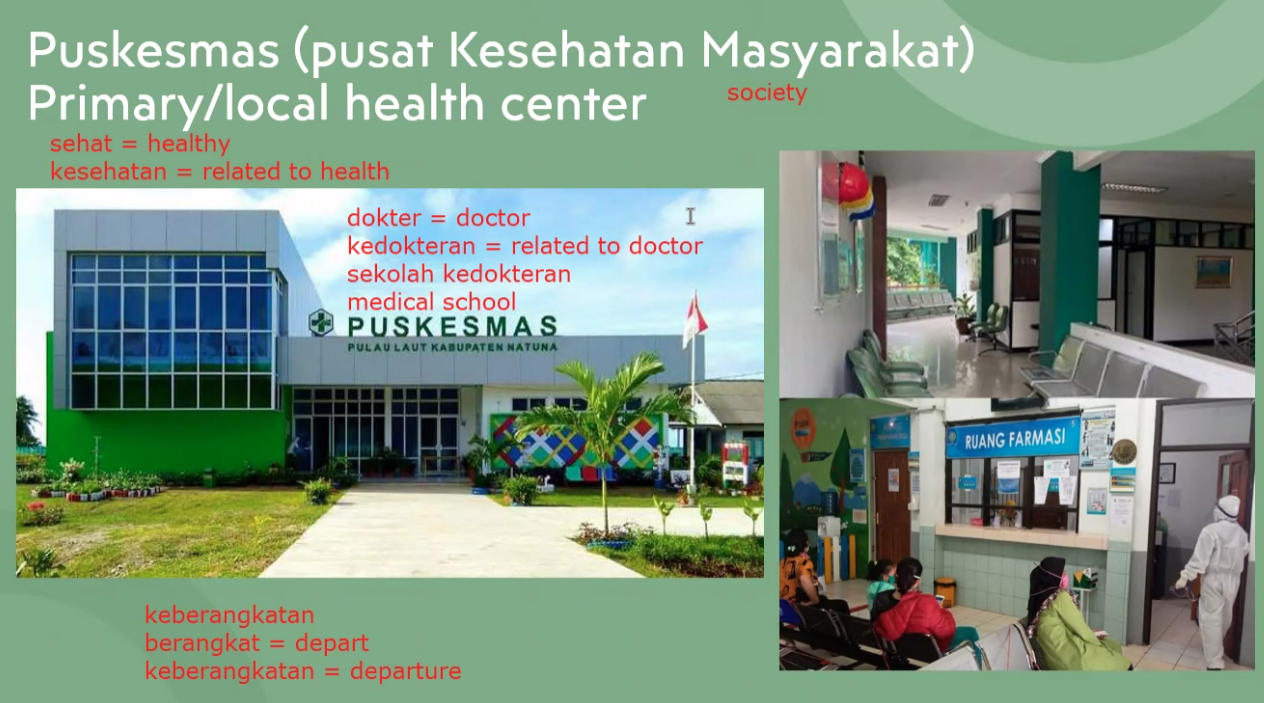 Puskesmas (pusat Kesehatan Masyarakat)
Primary/local health center
society
sehat = healthy
kesehatan = related to health
dokter = doctor
kedokteran = related to doctor
sekolah kedokteran
medical school
PUSKESMAS
PULAU LAUT KABUPATEN NATUNA
RUANG FARMASI
5
keberangkatan
berangkat = depart
keberangkatan = departure